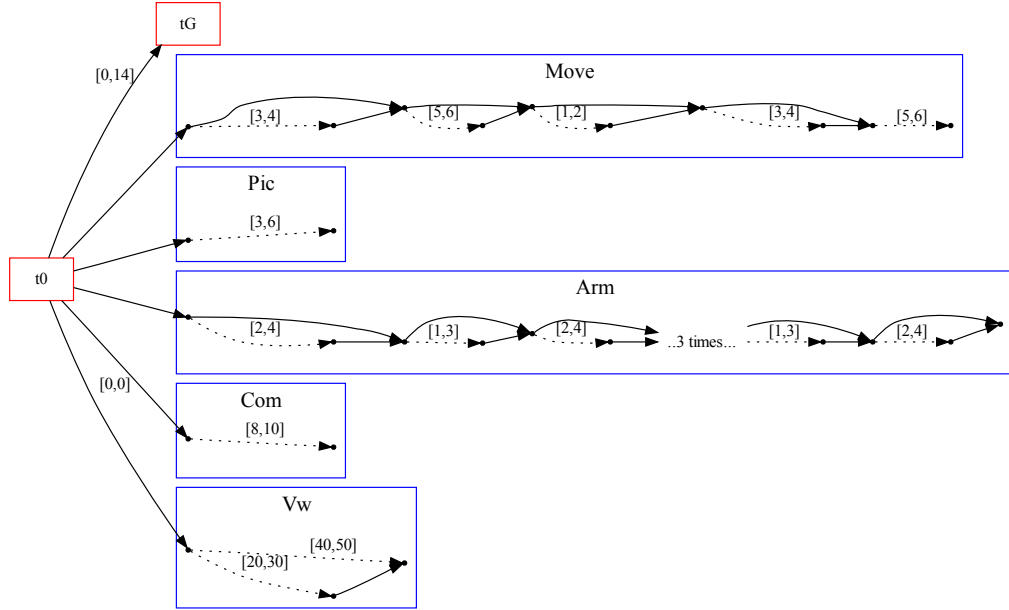 tG
[0,14]
Move
[3,4]
[5,6]
[1,2]
[3,4]
[5,6]
Pic
[3,6]
t0
Arm
[2,4]
[1,3]
[2,4]
..3 times...
[1,3]
[2,4]
[0,0]
Com
[8,10]
Vw
[40,50]
[20,30]